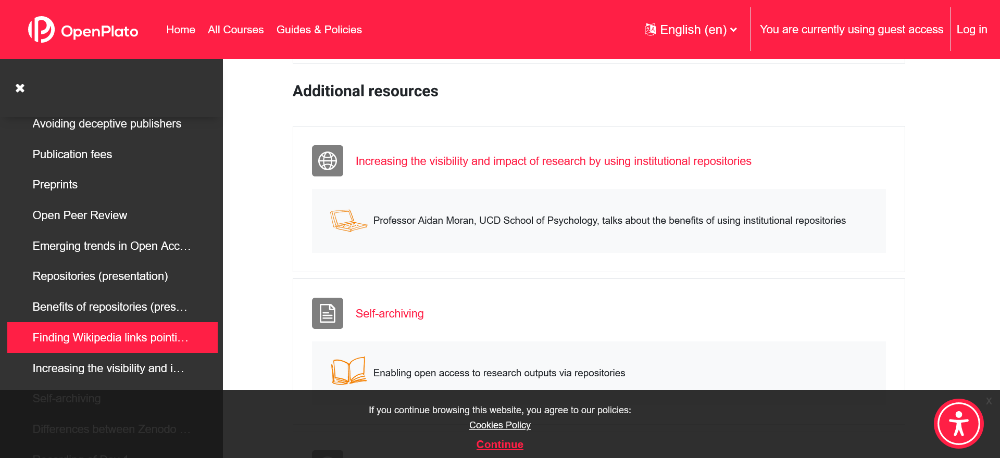 OpenPlato
Home All Courses Guides & Policies
English (en)
You are currently using guest access
Log in
Avoiding deceptive publishers
Publication fees
Preprints
Open Peer Review
Emerging trends in Open Acc...
Repositories (presentation)
Benefits of repositories (pres...
Finding Wikipedia links pointi...
Increasing the visibility and i...
Self-archiving
Differences between Zenodo ...
Recording of Day 1
Additional resources
Increasing the visibility and impact of research by using institutional repositories
Professor Aidan Moran, UCD School of Psychology, talks about the benefits of using institutional repositories
Self-archiving
Enabling open access to research outputs via repositories
If you continue browsing this website, you agree to our policies:
Cookies Policy
Continue
x